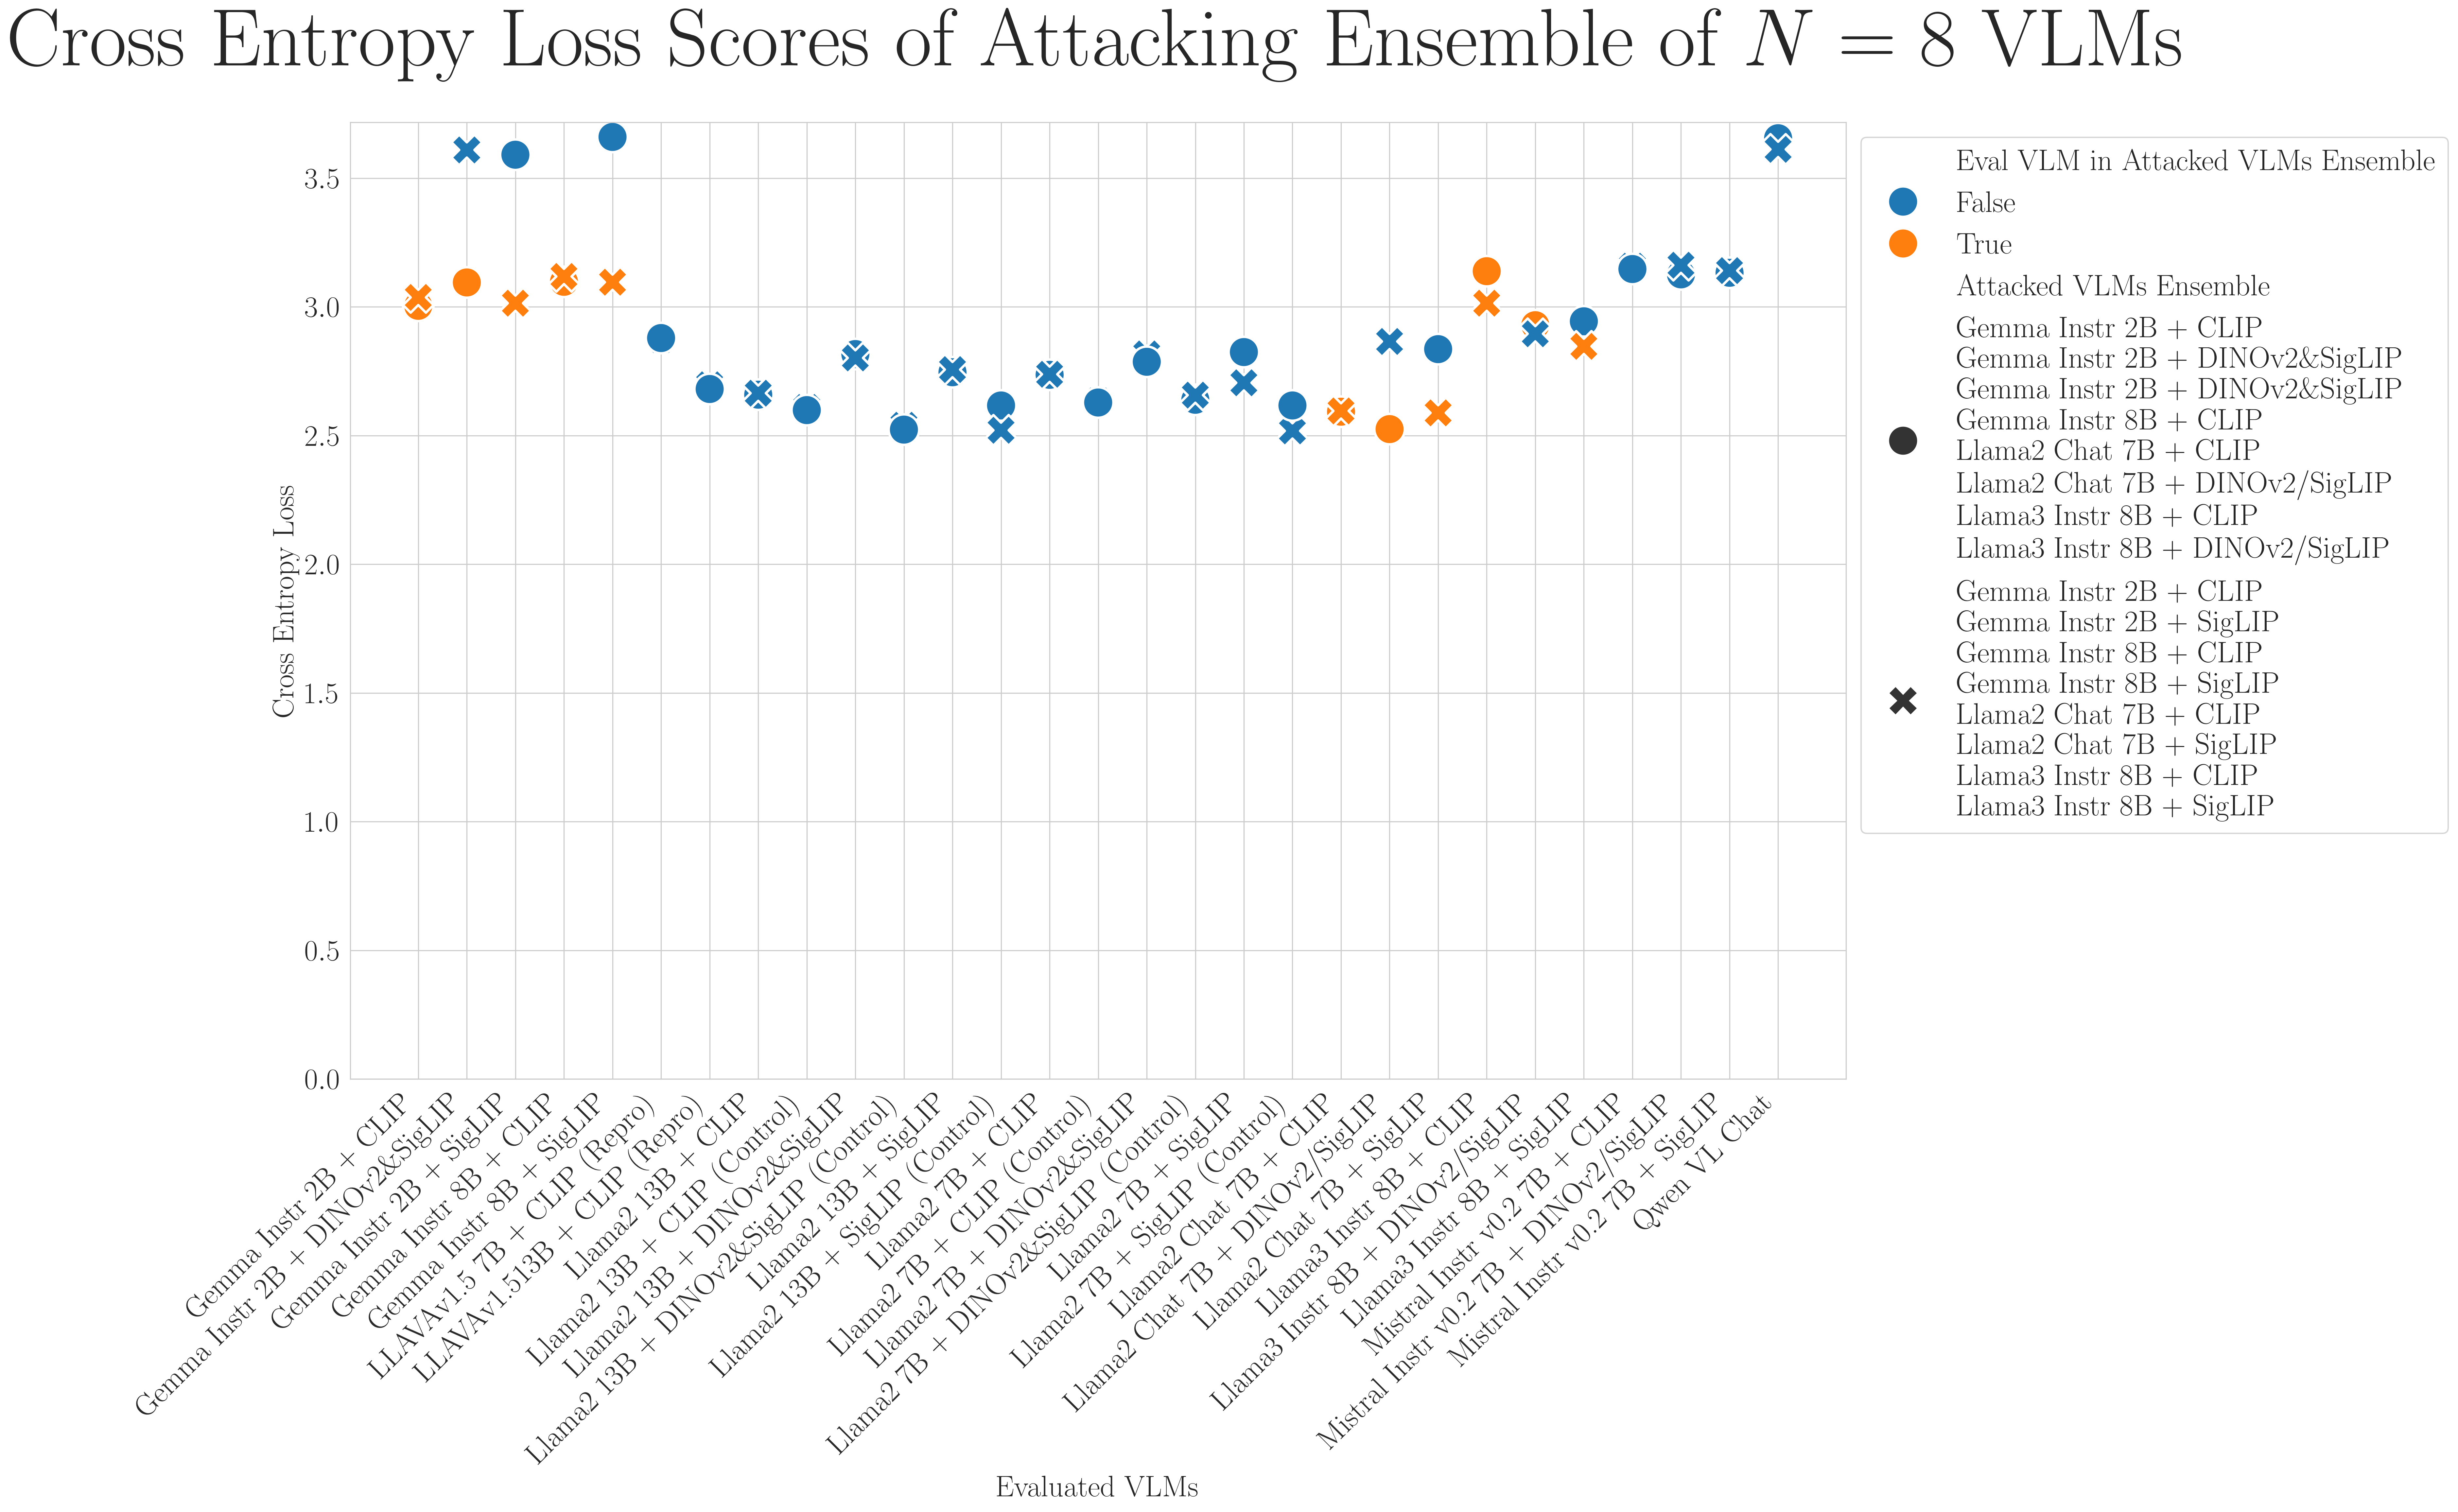 Cross Entropy Loss Scores of Attacking Ensemble of N = 8 VLMs
Cross Entropy Loss
3.5
3.0
2.5
2.0
1.5
1.0
0.5
0.0
Gemma Instr 2B + CLIP
Gemma Instr 2B + DINOv2&SigLIP
Gemma Instr 2B + SigLIP
Gemma Instr 8B + CLIP
Gemma Instr 8B + SigLIP
LLAVAv1.5 7B + CLIP (Repro)
LLAVAv1.513B + CLIP (Repro)
Llama2 13B + CLIP
Llama2 13B + CLIP (Control)
Llama2 13B + DINOv2&SigLIP
Llama2 13B + DINOv2&SigLIP (Control)
Llama2 13B + SigLIP
Llama2 13B + SigLIP (Control)
Llama2 7B + CLIP
Llama2 7B + CLIP (Control)
Llama2 7B + DINOv2&SigLIP
Llama2 7B + DINOv2&SigLIP (Control)
Llama2 7B + SigLIP
Llama2 7B + SigLIP (Control)
Llama2 Chat 7B + CLIP
Llama2 Chat 7B + DINOv2/SigLIP
Llama2 Chat 7B + SigLIP
Llama3 Instr 8B + CLIP
Llama3 Instr 8B + DINOv2/SigLIP
Llama3 Instr 8B + SigLIP
Mistral Instr v0.2 7B + CLIP
Mistral Instr v0.2 7B + DINOv2/SigLIP
Mistral Instr v0.2 7B + SigLIP
Qwen VL Chat
Evaluated VLMs
Eval VLM in Attacked VLMs Ensemble
False
True
Attacked VLMs Ensemble
Gemma Instr 2B + CLIP
Gemma Instr 2B + DINOv2&SigLIP
Gemma Instr 2B + DINOv2&SigLIP
Gemma Instr 8B + CLIP
Llama2 Chat 7B + CLIP
Llama2 Chat 7B + DINOv2/SigLIP
Llama3 Instr 8B + CLIP
Llama3 Instr 8B + DINOv2/SigLIP
Gemma Instr 2B + CLIP
Gemma Instr 2B + SigLIP
Gemma Instr 8B + CLIP
Gemma Instr 8B + SigLIP
Llama2 Chat 7B + CLIP
Llama2 Chat 7B + SigLIP
Llama3 Instr 8B + CLIP
Llama3 Instr 8B + SigLIP